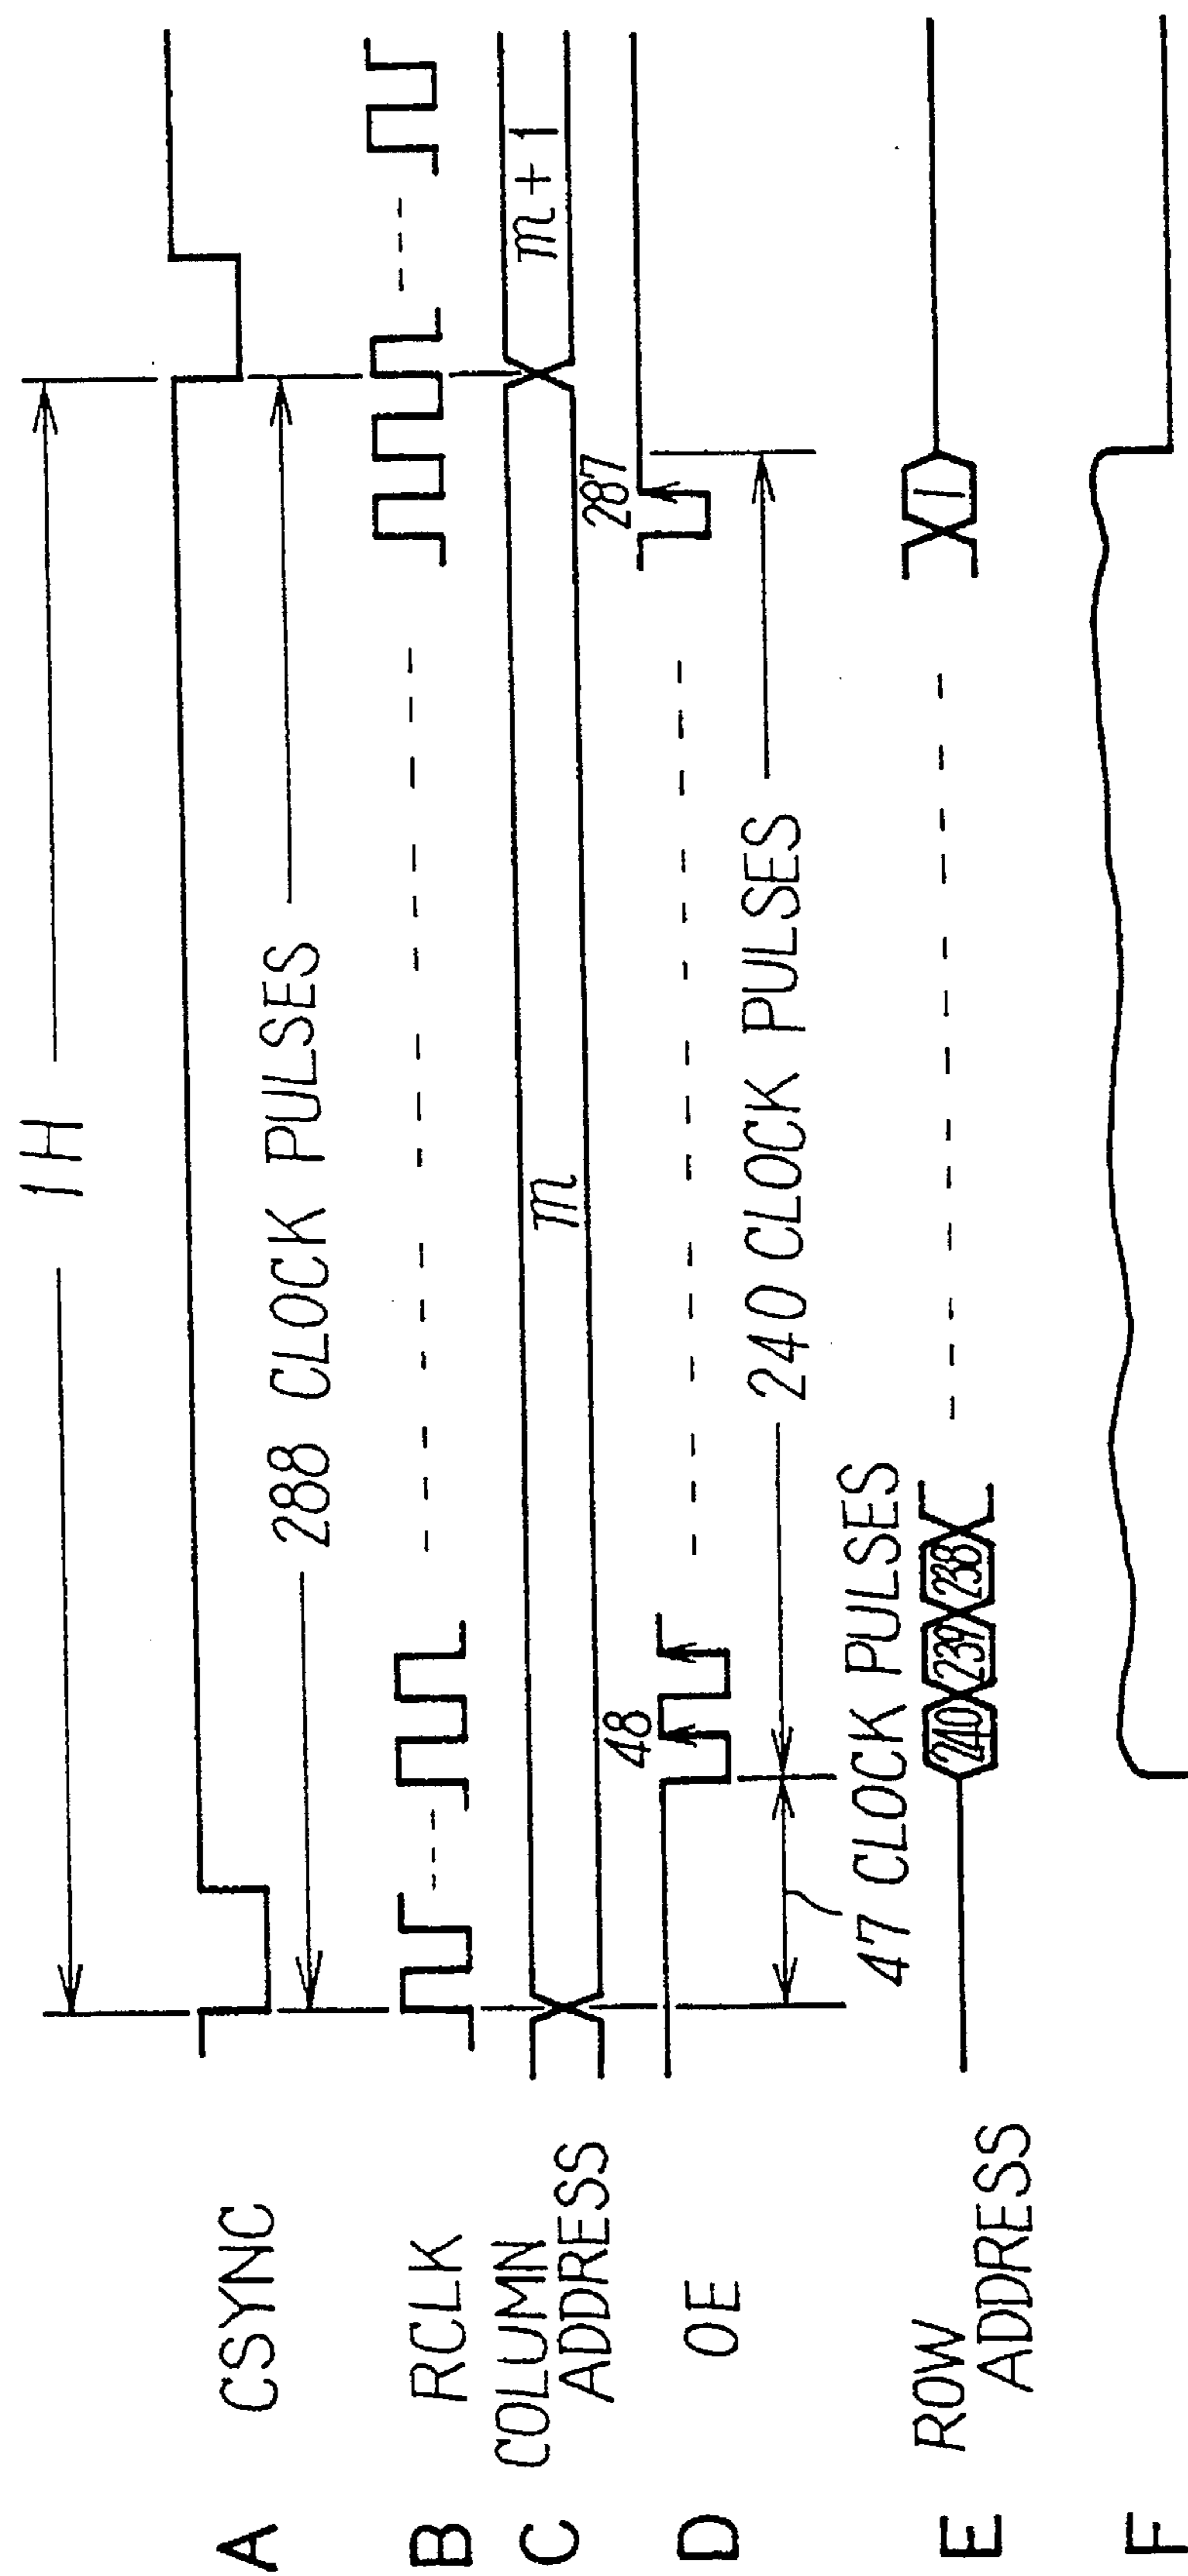 1H
A CSYNC
288 CLOCK PULSES
B RCLK
C COLUMN
ADDRESS
m
m+1
D OE
48
287
240 CLOCK PULSES
47 CLOCK PULSES
E ROW
ADDRESS
240 239 238
1
F